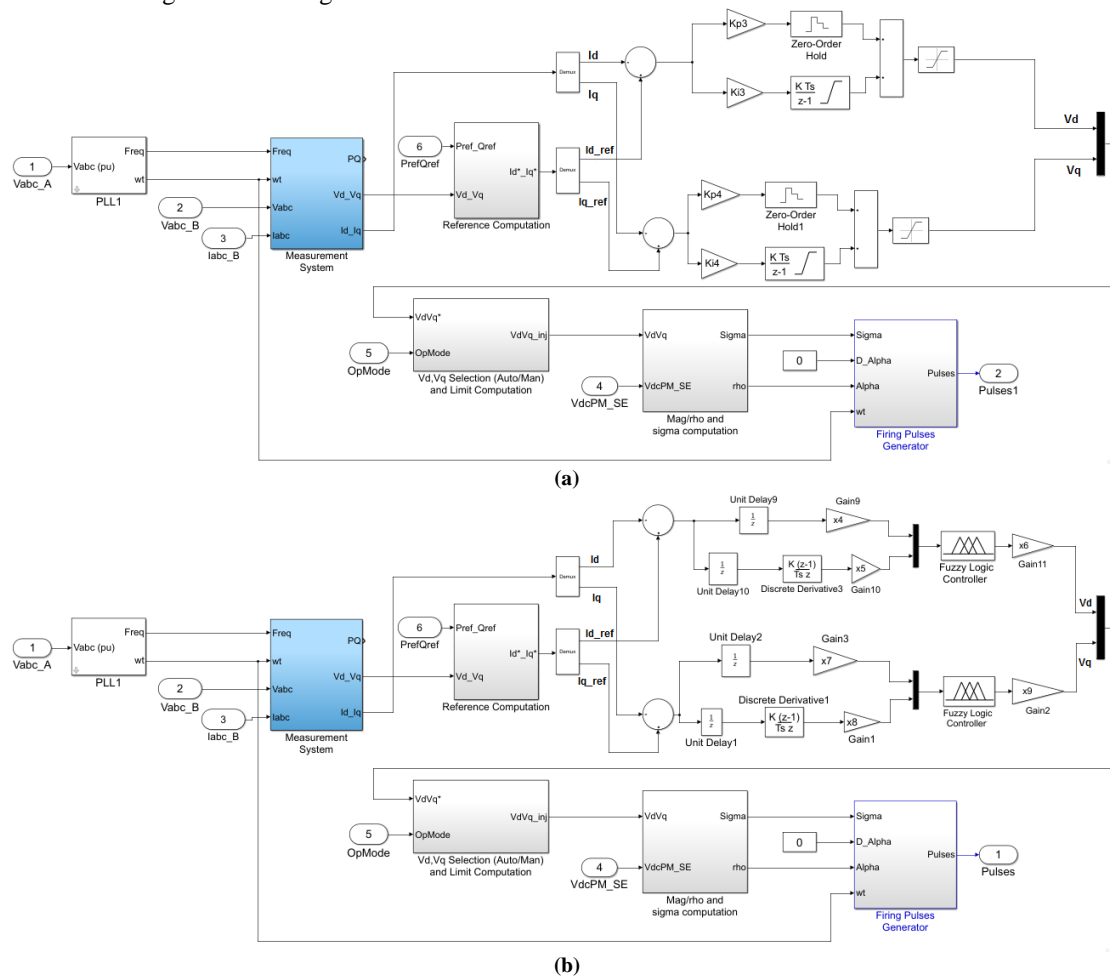 Id
Iq
Demux
Kp3
Zero-Order
Hold
Ki3
K Ts
z-1
Vd
Vq
1
Vabc_A
Vabc (pu)
Freq
wt
PLL1
2
Vabc_B
3
Iabc_B
Freq
wt
Vabc
Iabc
PQ
Vd_Vq
Id_Iq
Measurement
System
6
PrefQref
Pref_Qref
Vd_Vq
Id*_Iq*
Reference Computation
Id_ref
Demux
Iq_ref
Kp4
Zero-Order
Hold1
Ki4
K Ts
z-1
5
OpMode
VdVq*
OpMode
VdVq_inj
Vd,Vq Selection (Auto/Man)
and Limit Computation
4
VdcPM_SE
VdVq
VdcPM_SE
Sigma
rho
Mag/rho and
sigma computation
0
Sigma
D_Alpha
Alpha
wt
Pulses
Firing Pulses
Generator
2
Pulses1
(a)
Id
Iq
Demux
Unit Delay9
1
z
Gain9
x4
Unit Delay10
1
z
Discrete Derivative3
K (z-1)
Ts z
x5
Gain10
Fuzzy Logic
Controller
x6
Gain11
Vd
Vq
1
Vabc_A
Vabc (pu)
Freq
wt
PLL1
2
Vabc_B
3
Iabc_B
Freq
wt
Vabc
Iabc
PQ
Vd_Vq
Id_Iq
Measurement
System
6
PrefQref
Pref_Qref
Vd_Vq
Id*_Iq*
Reference Computation
Id_ref
Demux
Iq_ref
Unit Delay2
1
z
Gain3
x7
Unit Delay1
1
z
Discrete Derivative1
K (z-1)
Ts z
x8
Gain1
Fuzzy Logic
Controller
x9
Gain2
5
OpMode
VdVq*
OpMode
VdVq_inj
Vd,Vq Selection (Auto/Man)
and Limit Computation
4
VdcPM_SE
VdVq
VdcPM_SE
Sigma
rho
Mag/rho and
sigma computation
0
Sigma
D_Alpha
Alpha
wt
Pulses
Firing Pulses
Generator
1
Pulses
(b)